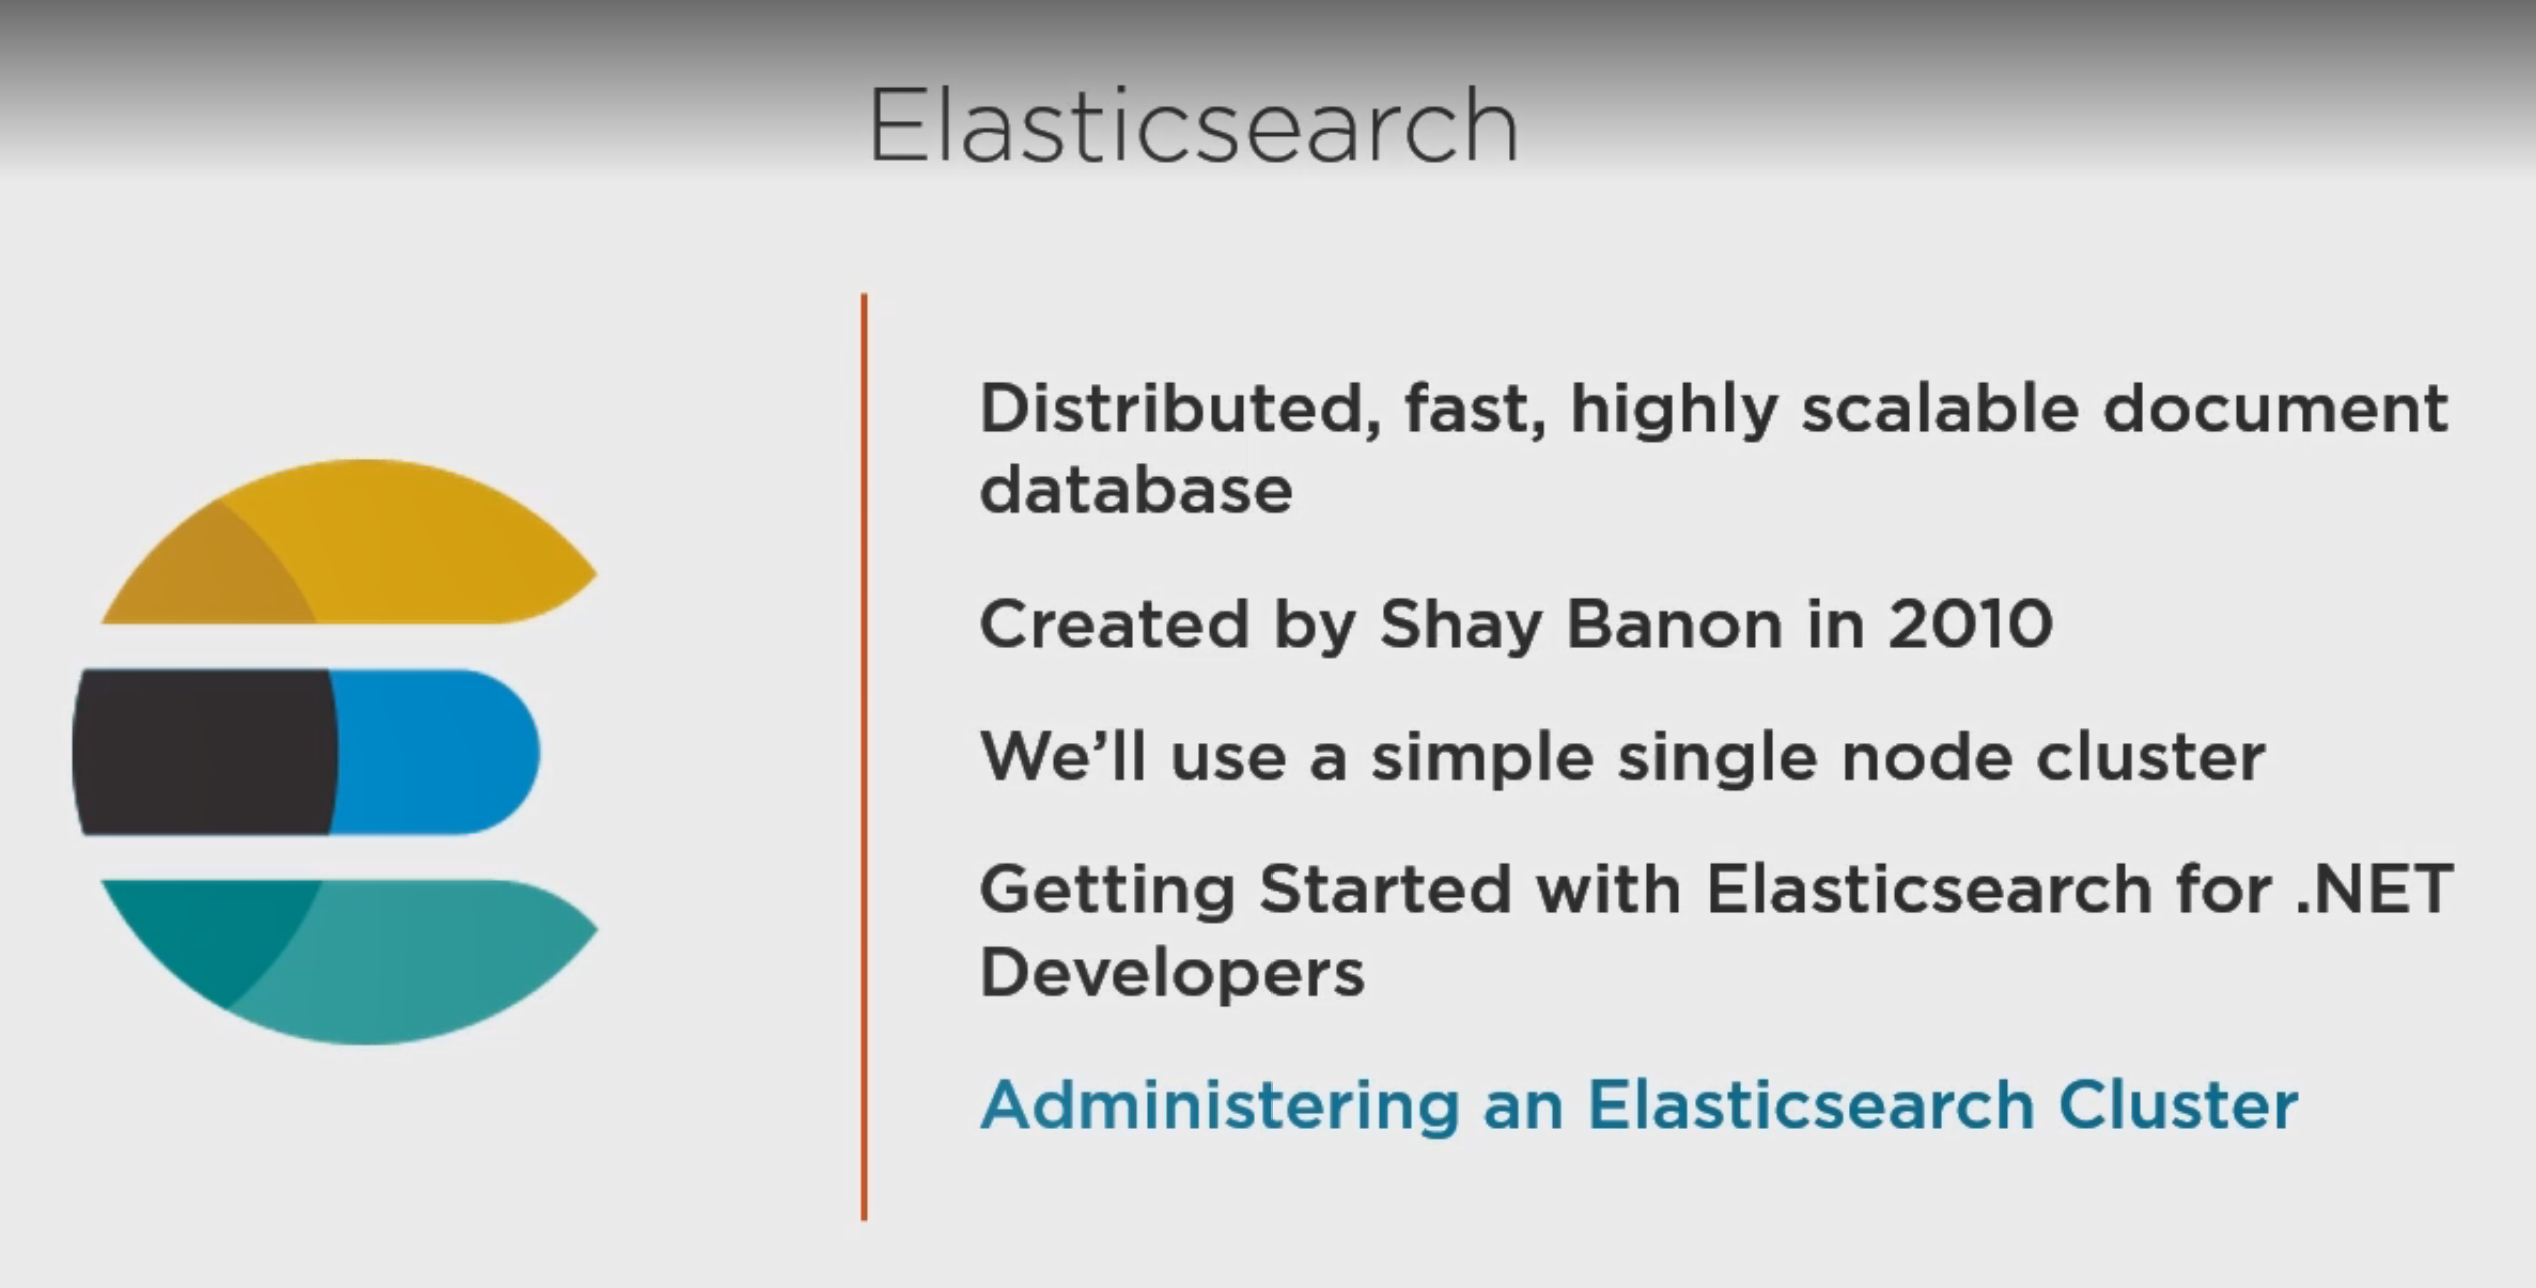 Elasticsearch
Distributed, fast, highly scalable document
database
Created by Shay Banon in 2010
We’ll use a simple single node cluster
Getting Started with Elasticsearch for .NET
Developers
Administering an Elasticsearch Cluster